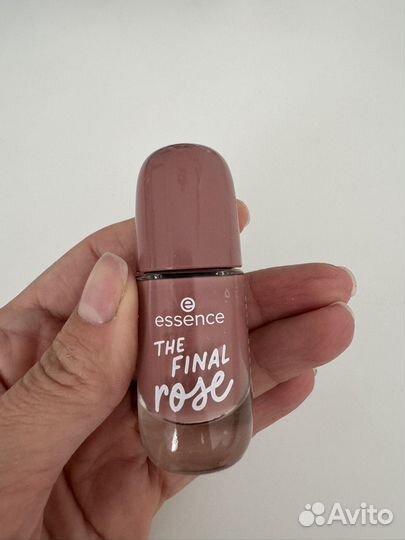 e
essence
THE
FINAL
rose
Avito